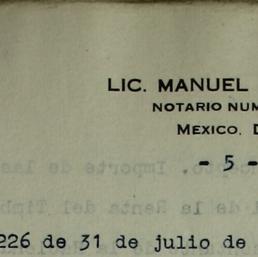 LIC. MANUEL
NOTARIO NUM
MEXICO, D
- 5 -
226 de 31 de julio de